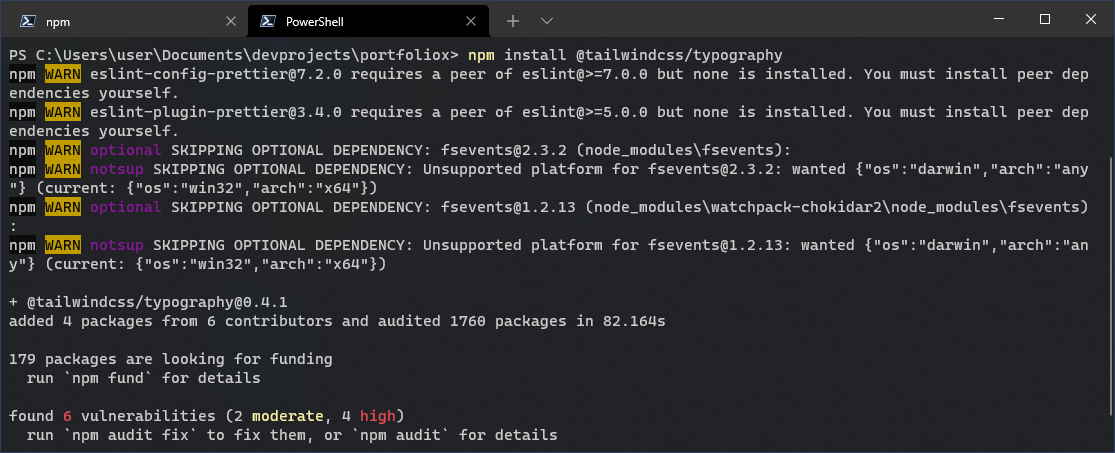 npm
PowerShell
PS C:\Users\user\Documents\devprojects\portfoliox> npm install @tailwindcss/typography
npm WARN eslint-config-prettier@7.2.0 requires a peer of eslint@>=7.0.0 but none is installed. You must install peer dep
endencies yourself.
npm WARN eslint-plugin-prettier@3.4.0 requires a peer of eslint@>=5.0.0 but none is installed. You must install peer dep
endencies yourself.
npm WARN optional SKIPPING OPTIONAL DEPENDENCY: fsevents@2.3.2 (node_modules\fsevents):
npm WARN notsup SKIPPING OPTIONAL DEPENDENCY: Unsupported platform for fsevents@2.3.2: wanted {"os":"darwin","arch":"any
"} (current: {"os":"win32","arch":"x64"})
npm WARN optional SKIPPING OPTIONAL DEPENDENCY: fsevents@1.2.13 (node_modules\watchpack-chokidar2\node_modules\fsevents)
:
npm WARN notsup SKIPPING OPTIONAL DEPENDENCY: Unsupported platform for fsevents@1.2.13: wanted {"os":"darwin","arch":"an
y"} (current: {"os":"win32","arch":"x64"})
+ @tailwindcss/typography@0.4.1
added 4 packages from 6 contributors and audited 1760 packages in 82.164s
179 packages are looking for funding
run `npm fund` for details
found 6 vulnerabilities (2 moderate, 4 high)
run `npm audit fix` to fix them, or `npm audit` for details